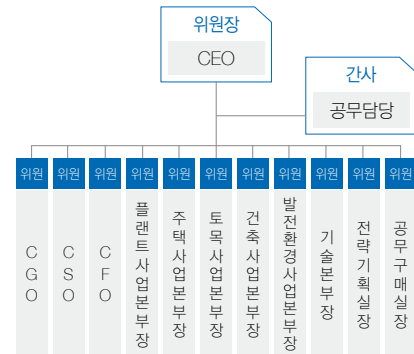 위원장
CEO
간사
공무담당
위원 위원 위원 위원 위원 위원 위원 위원 위원 위원 위원
CGO
CSO
CFO
플랜트사업본부장
주택사업본부장
토목사업본부장
건축사업본부장
발전환경사업본부장
기술본부장
전략기획실장
공무구매실장